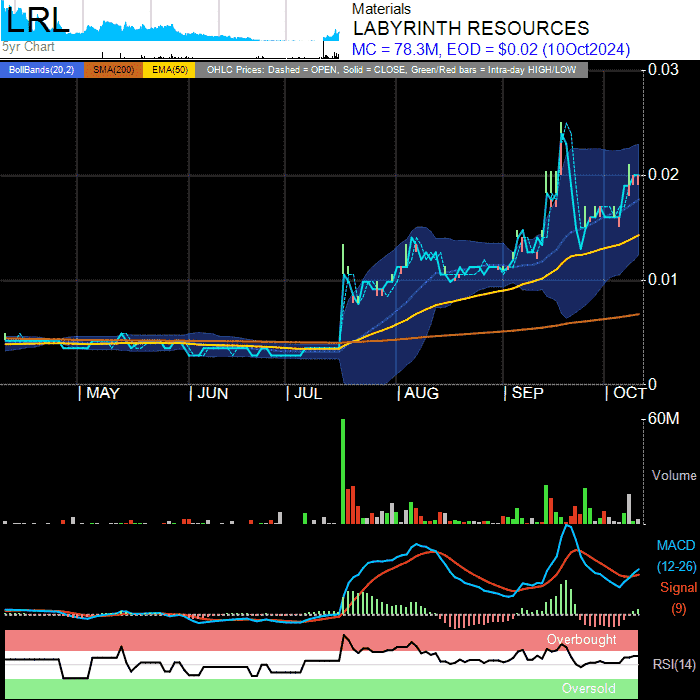 LRL
5yr Chart
Materials
LABYRINTH RESOURCES
MC = 78.3M, EOD = $0.02 (10Oct2024)
BollBands(20,2) SMA(200) EMA(50) OHLC Prices: Dashed = OPEN, Solid = CLOSE, Green/Red bars = Intra-day HIGH/LOW
0.03
0.02
0.01
0
| MAY | JUN | JUL | AUG | SEP | OCT
60M
Volume
MACD
(12-26)
Signal
(9)
Overbought
RSI(14)
Oversold